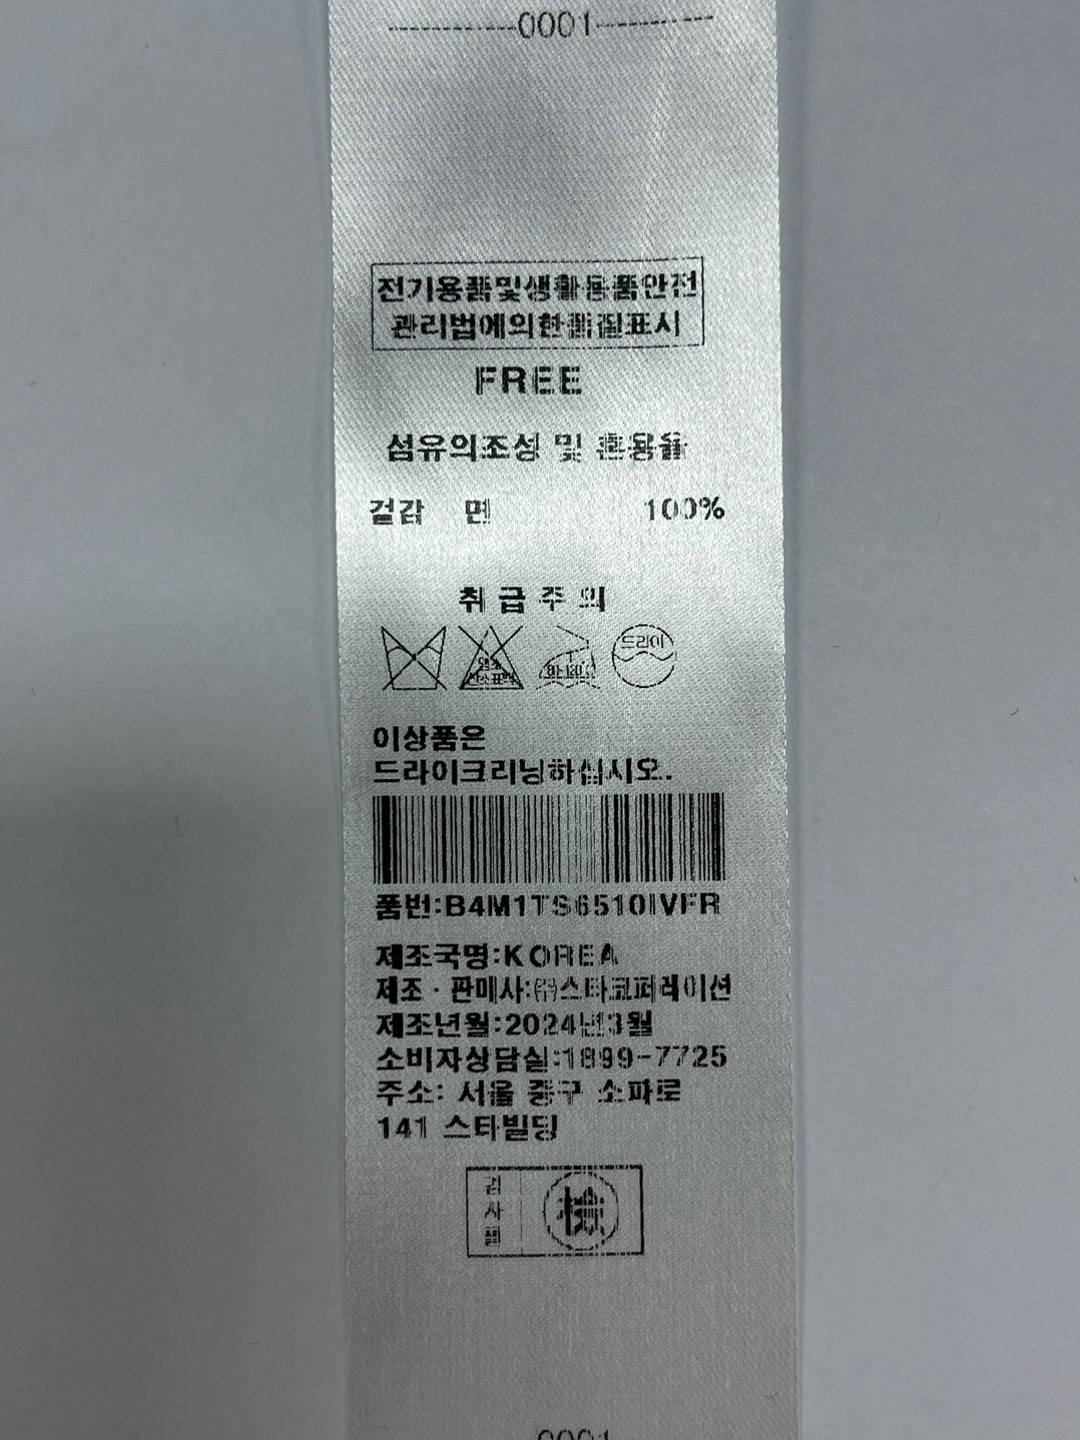 0001
전기용품및생활용품안전
관리법에의한품질표시
FREE
섬유의조성 및 혼용율
겉감 면 100%
취급주의
드라이
이상품은
드라이크리닝하십시오.
품번:B4M1TS6510IVFR
제조국명:KOREA
제조·판매사:㈜스타코퍼레이션
제조년월:2024년3월
소비자상담실:1899-7725
주소: 서울 중구 소파로
141 스타빌딩
검사필
檢
0001